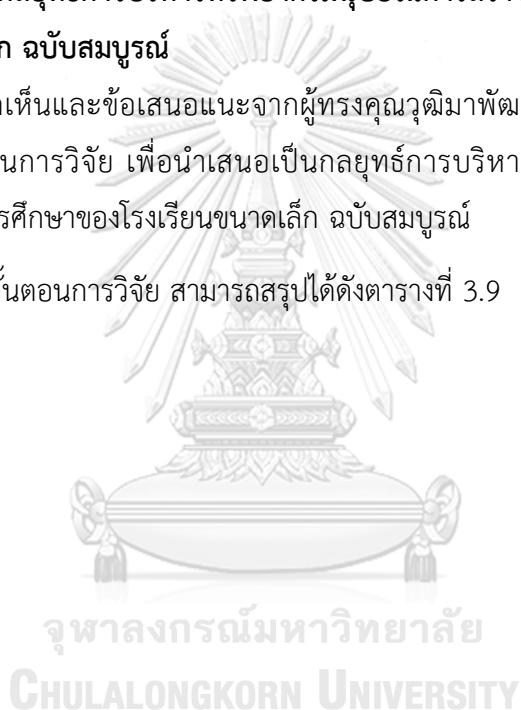 ก ฉบับสมบูรณ์
เห็นและข้อเสนอแนะจากผู้ทรงคุณวุฒิมาพัฒ
นการวิจัย เพื่อนำเสนอเป็นกลยุทธ์การบริหา
รศึกษาของโรงเรียนขนาดเล็ก ฉบับสมบูรณ์
ั้นตอนการวิจัย สามารถสรุปได้ดังตารางที่ 3.9
จุฬาลงกรณ์มหาวิทยาลัย
CHULALONGKORN UNIVERSITY